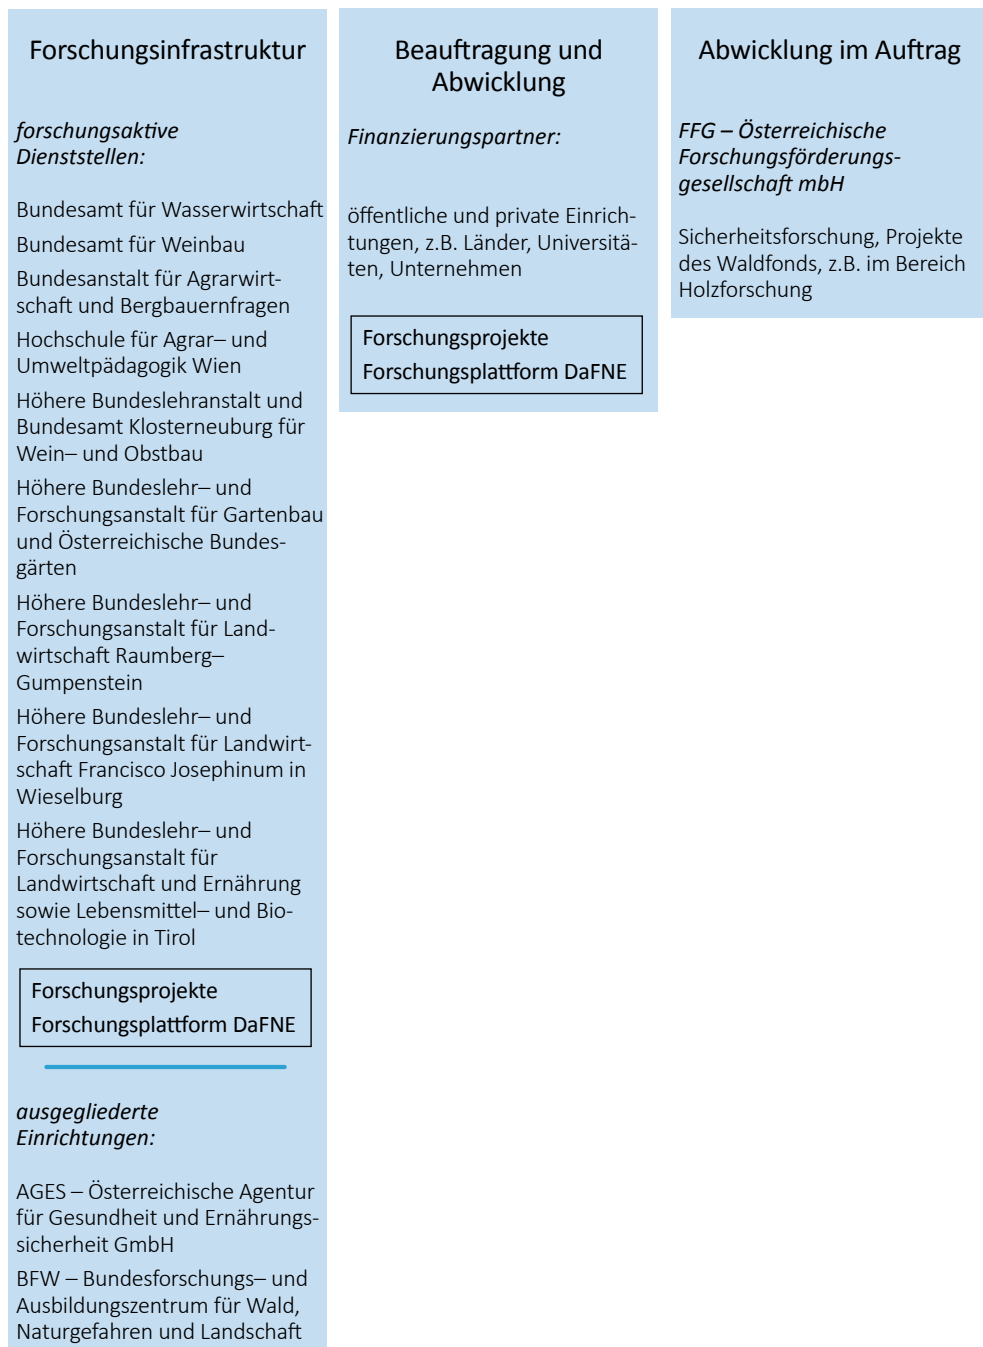 Forschungsinfrastruktur
forschungsaktive
Dienststellen:
Bundesamt für Wasserwirtschaft
Bundesamt für Weinbau
Bundesanstalt für Agrarwirt-
schaft und Bergbauernfragen
Hochschule für Agrar– und
Umweltpädagogik Wien
Höhere Bundeslehranstalt und
Bundesamt Klosterneuburg für
Wein– und Obstbau
Höhere Bundeslehr– und
Forschungsanstalt für Gartenbau
und Österreichische Bundes-
gärten
Höhere Bundeslehr– und
Forschungsanstalt für Land-
wirtschaft Raumberg–
Gumpenstein
Höhere Bundeslehr– und
Forschungsanstalt für Landwirt-
schaft Francisco Josephinum in
Wieselburg
Höhere Bundeslehr– und
Forschungsanstalt für
Landwirtschaft und Ernährung
sowie Lebensmittel– und Bio-
technologie in Tirol
Forschungsprojekte
Forschungsplattform DaFNE
ausgegliederte
Einrichtungen:
AGES – Österreichische Agentur
für Gesundheit und Ernährungs-
sicherheit GmbH
BFW – Bundesforschungs– und
Ausbildungszentrum für Wald,
Naturgefahren und Landschaft
Beauftragung und
Abwicklung
Finanzierungspartner:
öffentliche und private Einrich-
tungen, z.B. Länder, Universitä-
ten, Unternehmen
Forschungsprojekte
Forschungsplattform DaFNE
Abwicklung im Auftrag
FFG – Österreichische
Forschungsförderungs-
gesellschaft mbH
Sicherheitsforschung, Projekte
des Waldfonds, z.B. im Bereich
Holzforschung